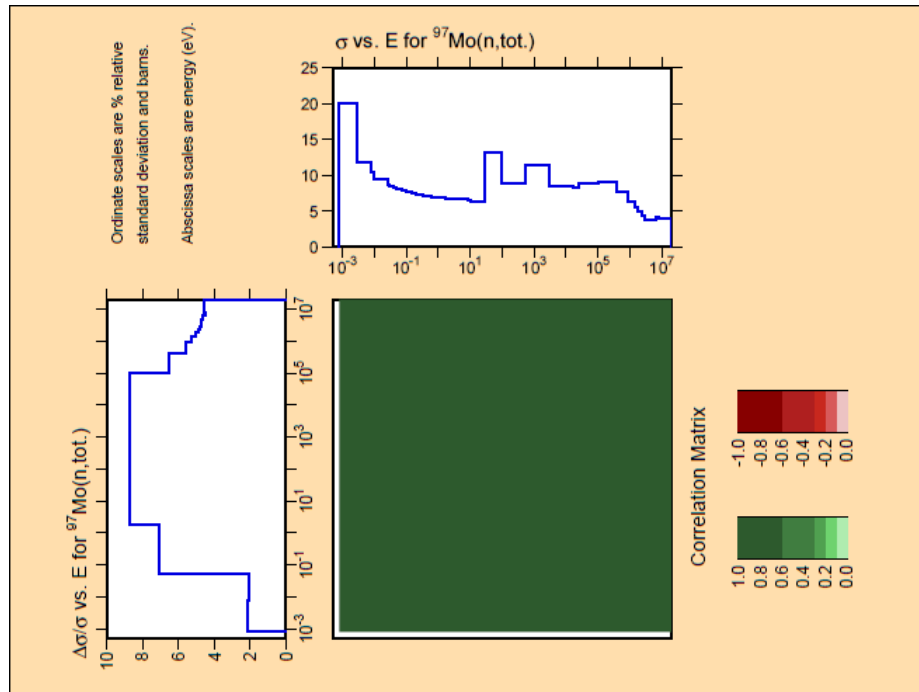 Ordinate scales are % relative
standard deviation and barns.
Abscissa scales are energy (eV).
σ vs. E for ⁹⁷Mo(n,tot.)
25
20
15
10
5
0
10⁻³ 10⁻¹ 10¹ 10³ 10⁵ 10⁷
Δσ/σ vs. E for ⁹⁷Mo(n,tot.)
10 8 6 4 2 0
10⁻³ 10⁻¹ 10¹ 10³ 10⁵ 10⁷
Correlation Matrix
1.0 0.8 0.6 0.4 0.2 0.0
-1.0 -0.8 -0.6 -0.4 -0.2 0.0